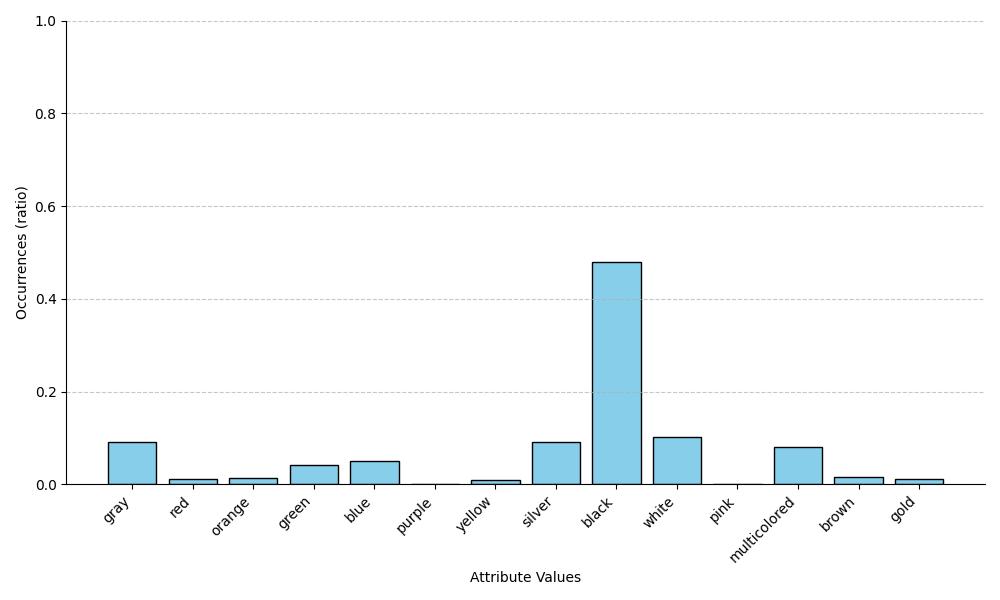 1.0
0.8
0.6
0.4
0.2
0.0
Occurrences (ratio)
gray
red
orange
green
blue
purple
yellow
silver
black
white
pink
multicolored
brown
gold
Attribute Values